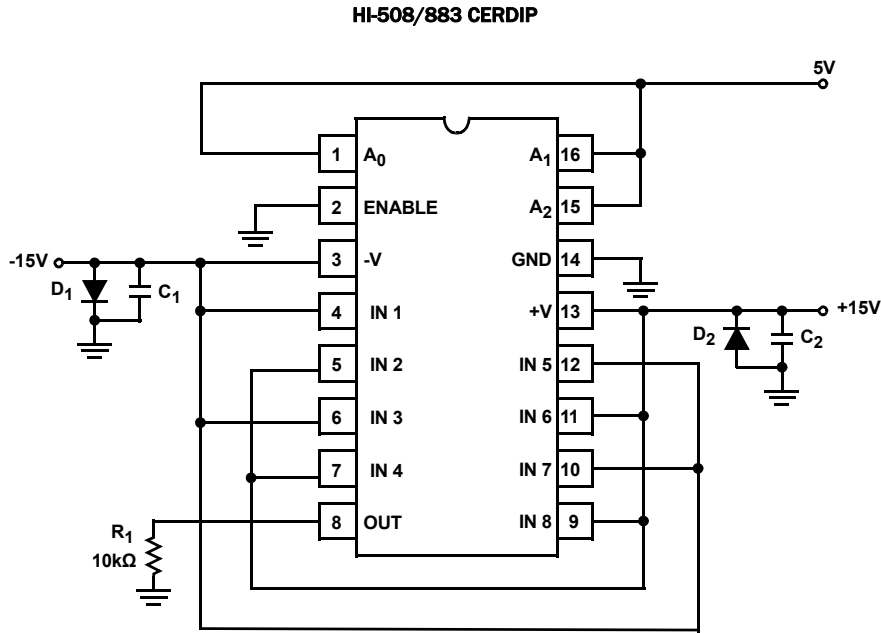 HI-508/883 CERDIP
5V
1 A0 A1 16
2 ENABLE A2 15
-15V 3 -V GND 14
D1 C1
4 IN 1 +V 13 +15V
D2 C2
5 IN 2 IN 5 12
6 IN 3 IN 6 11
7 IN 4 IN 7 10
8 OUT IN 8 9
R1
10kΩ